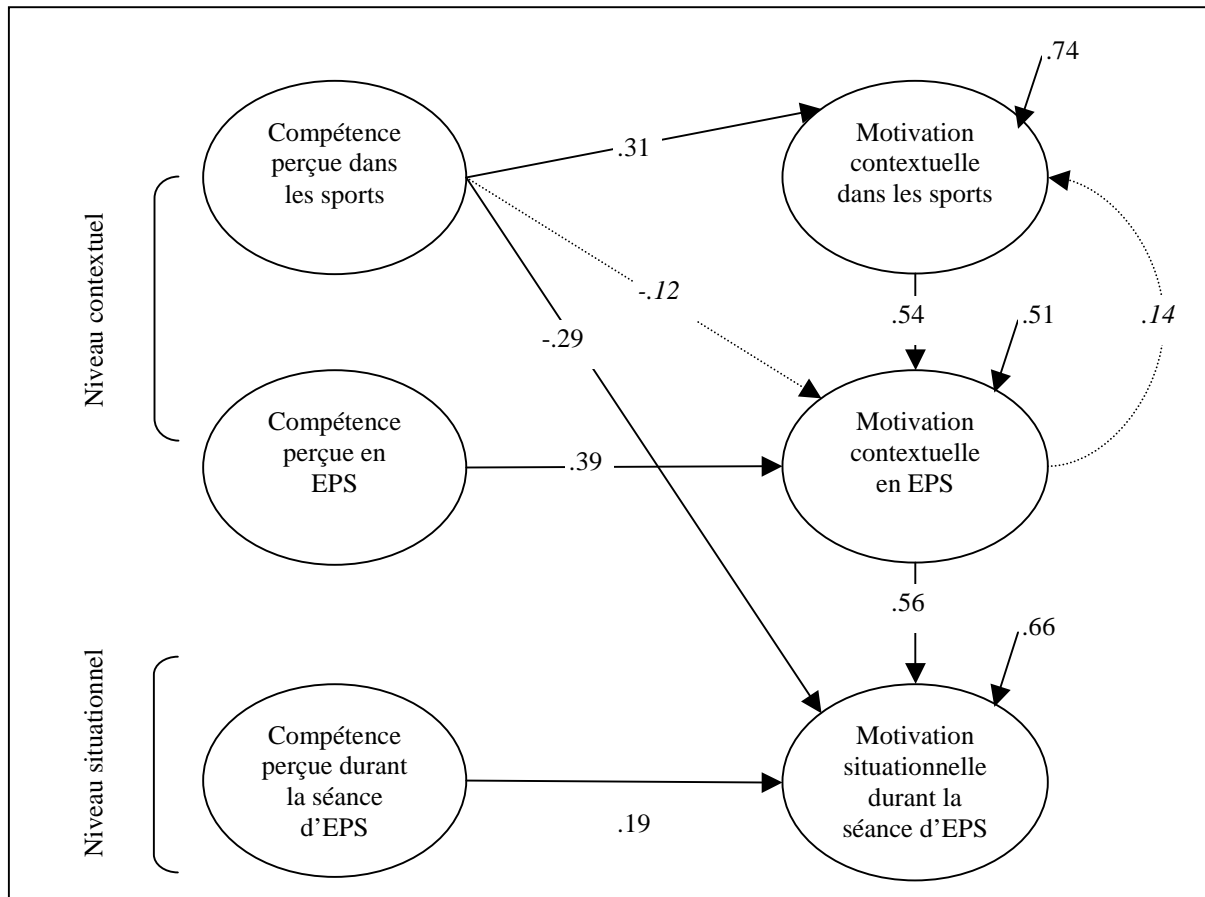 .74
Compétence
perçue dans
les sports
Motivation
contextuelle
dans les sports
.31
Niveau contextuel
-.12
-.29
.54
.51
.14
Compétence
perçue en
EPS
.39
Motivation
contextuelle
en EPS
.56
.66
Niveau situationnel
Compétence
perçue durant
la séance
d’EPS
.19
Motivation
situationnelle
durant la
séance d’EPS